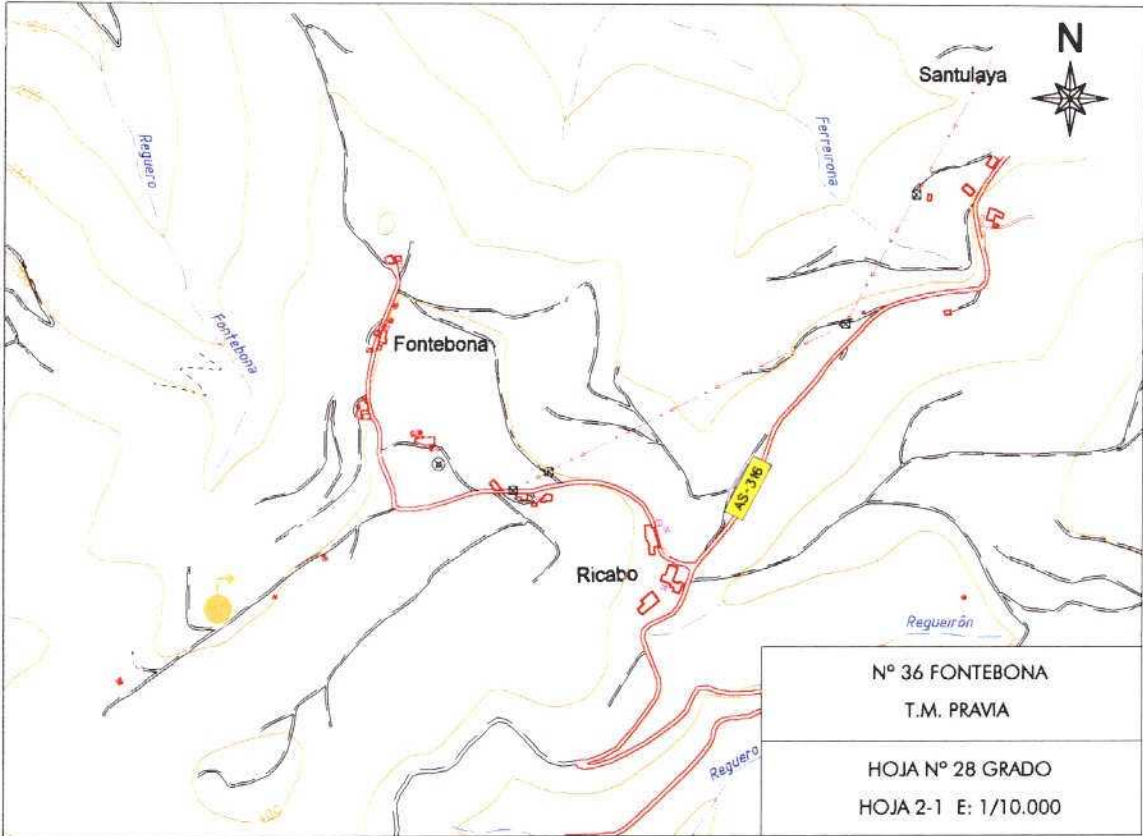 N
Santulaya
Ferreirona
Reguero
Fontebona
Fontebona
AS-316
Ricabo
Regueirón
Reguero
Nº 36 FONTEBONA
T.M. PRAVIA
HOJA Nº 28 GRADO
HOJA 2-1 E: 1/10.000